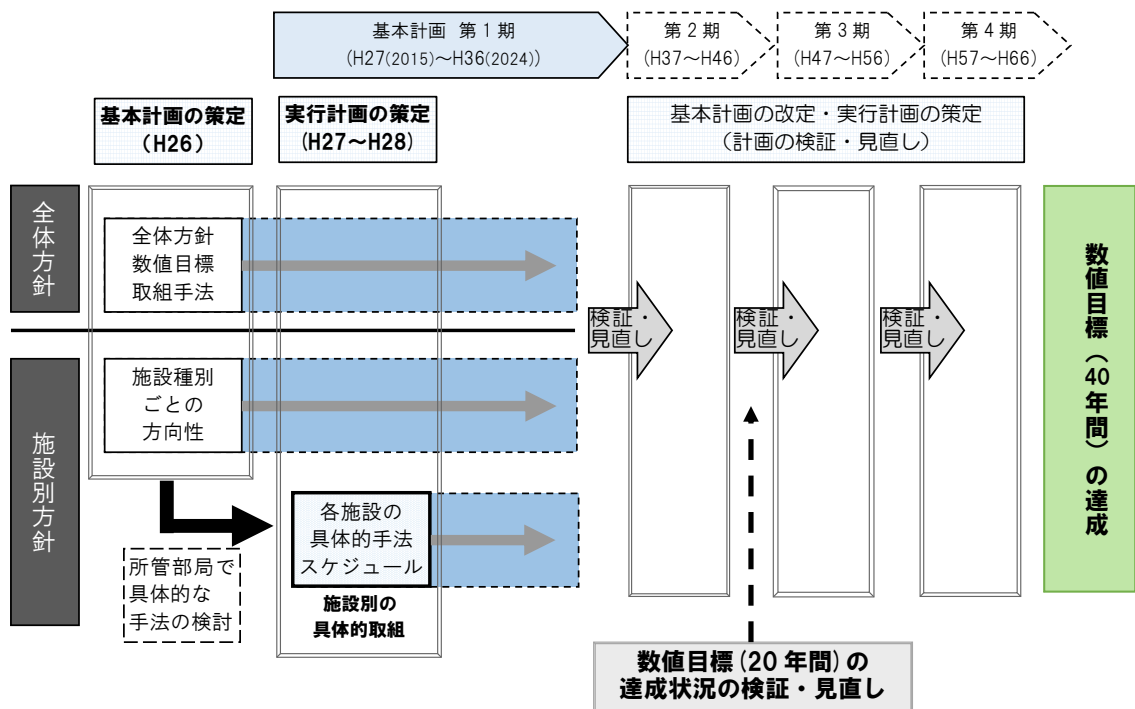 基本計画 第１期
(H27(2015)～H36(2024))
第２期
(H37～H46)
第３期
(H47～H56)
第４期
(H57～H66)
基本計画の策定
（H26）
実行計画の策定
(H27～H28)
基本計画の改定・実行計画の策定
（計画の検証・見直し）
全体方針
全体方針
数値目標
取組手法
検証・
見直し
検証・
見直し
検証・
見直し
数値目標（40年間）の達成
施設別方針
施設種別
ごとの
方向性
各施設の
具体的手法
スケジュール
所管部局で
具体的な
手法の検討
施設別の
具体的取組
数値目標(20年間)の
達成状況の検証・見直し